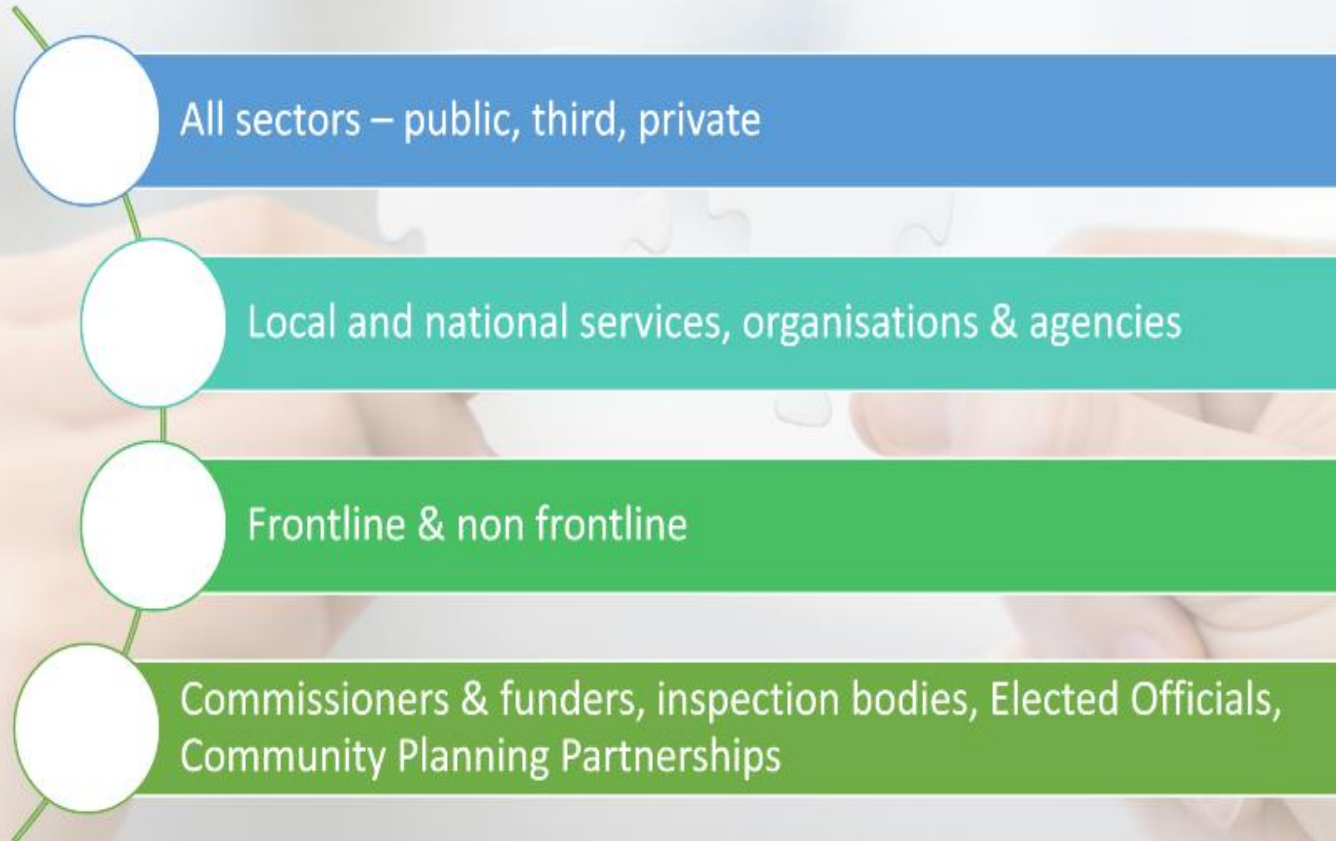 All sectors – public, third, private
Local and national services, organisations & agencies
Frontline & non frontline
Commissioners & funders, inspection bodies, Elected Officials,
Community Planning Partnerships